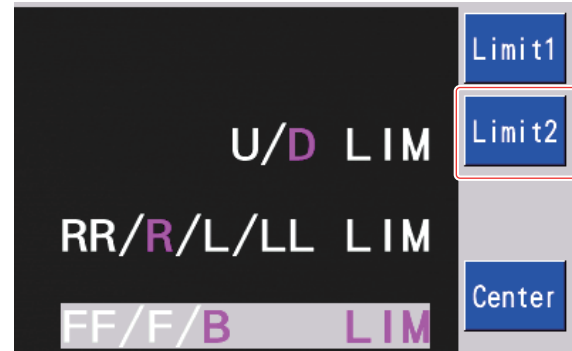 Limit1
U/D LIM
Limit2
RR/R/L/LL LIM
FF/F/B LIM
Center